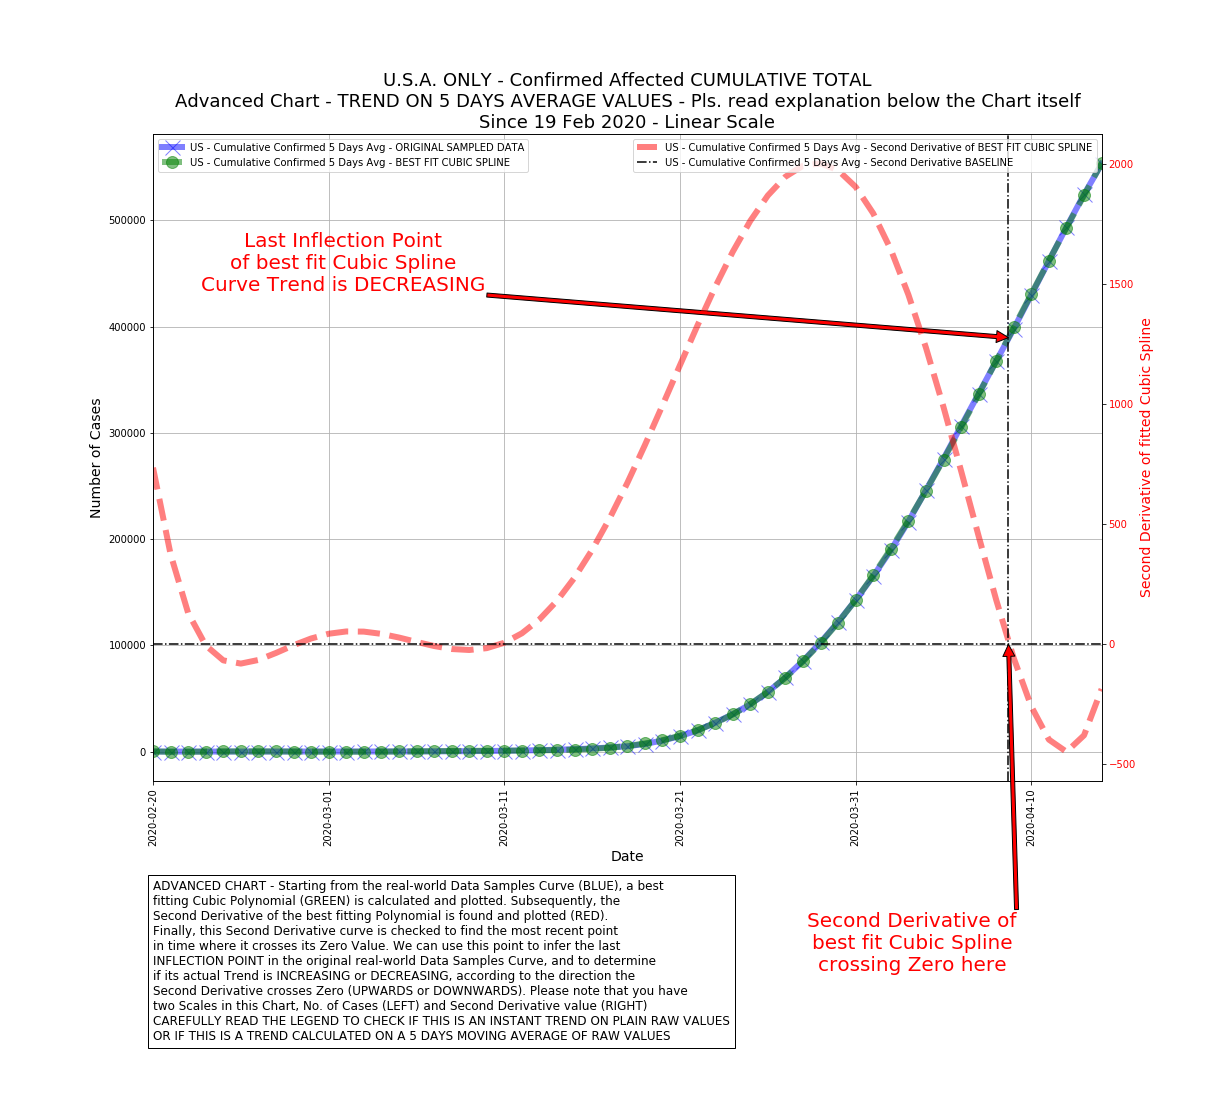 U.S.A. ONLY - Confirmed Affected CUMULATIVE TOTAL
Advanced Chart - TREND ON 5 DAYS AVERAGE VALUES - Pls. read explanation below the Chart itself
Since 19 Feb 2020 - Linear Scale
US - Cumulative Confirmed 5 Days Avg - ORIGINAL SAMPLED DATA
US - Cumulative Confirmed 5 Days Avg - BEST FIT CUBIC SPLINE
US - Cumulative Confirmed 5 Days Avg - Second Derivative of BEST FIT CUBIC SPLINE
US - Cumulative Confirmed 5 Days Avg - Second Derivative BASELINE
Last Inflection Point
of best fit Cubic Spline
Curve Trend is DECREASING
Number of Cases
500000
400000
300000
200000
100000
0
2000
1500
1000
500
0
−500
Second Derivative of fitted Cubic Spline
2020-02-20
2020-03-01
2020-03-11
2020-03-21
2020-03-31
2020-04-10
Date
ADVANCED CHART - Starting from the real-world Data Samples Curve (BLUE), a best
fitting Cubic Polynomial (GREEN) is calculated and plotted. Subsequently, the
Second Derivative of the best fitting Polynomial is found and plotted (RED).
Finally, this Second Derivative curve is checked to find the most recent point
in time where it crosses its Zero Value. We can use this point to infer the last
INFLECTION POINT in the original real-world Data Samples Curve, and to determine
if its actual Trend is INCREASING or DECREASING, according to the direction the
Second Derivative crosses Zero (UPWARDS or DOWNWARDS). Please note that you have
two Scales in this Chart, No. of Cases (LEFT) and Second Derivative value (RIGHT)
CAREFULLY READ THE LEGEND TO CHECK IF THIS IS AN INSTANT TREND ON PLAIN RAW VALUES
OR IF THIS IS A TREND CALCULATED ON A 5 DAYS MOVING AVERAGE OF RAW VALUES
Second Derivative of
best fit Cubic Spline
crossing Zero here